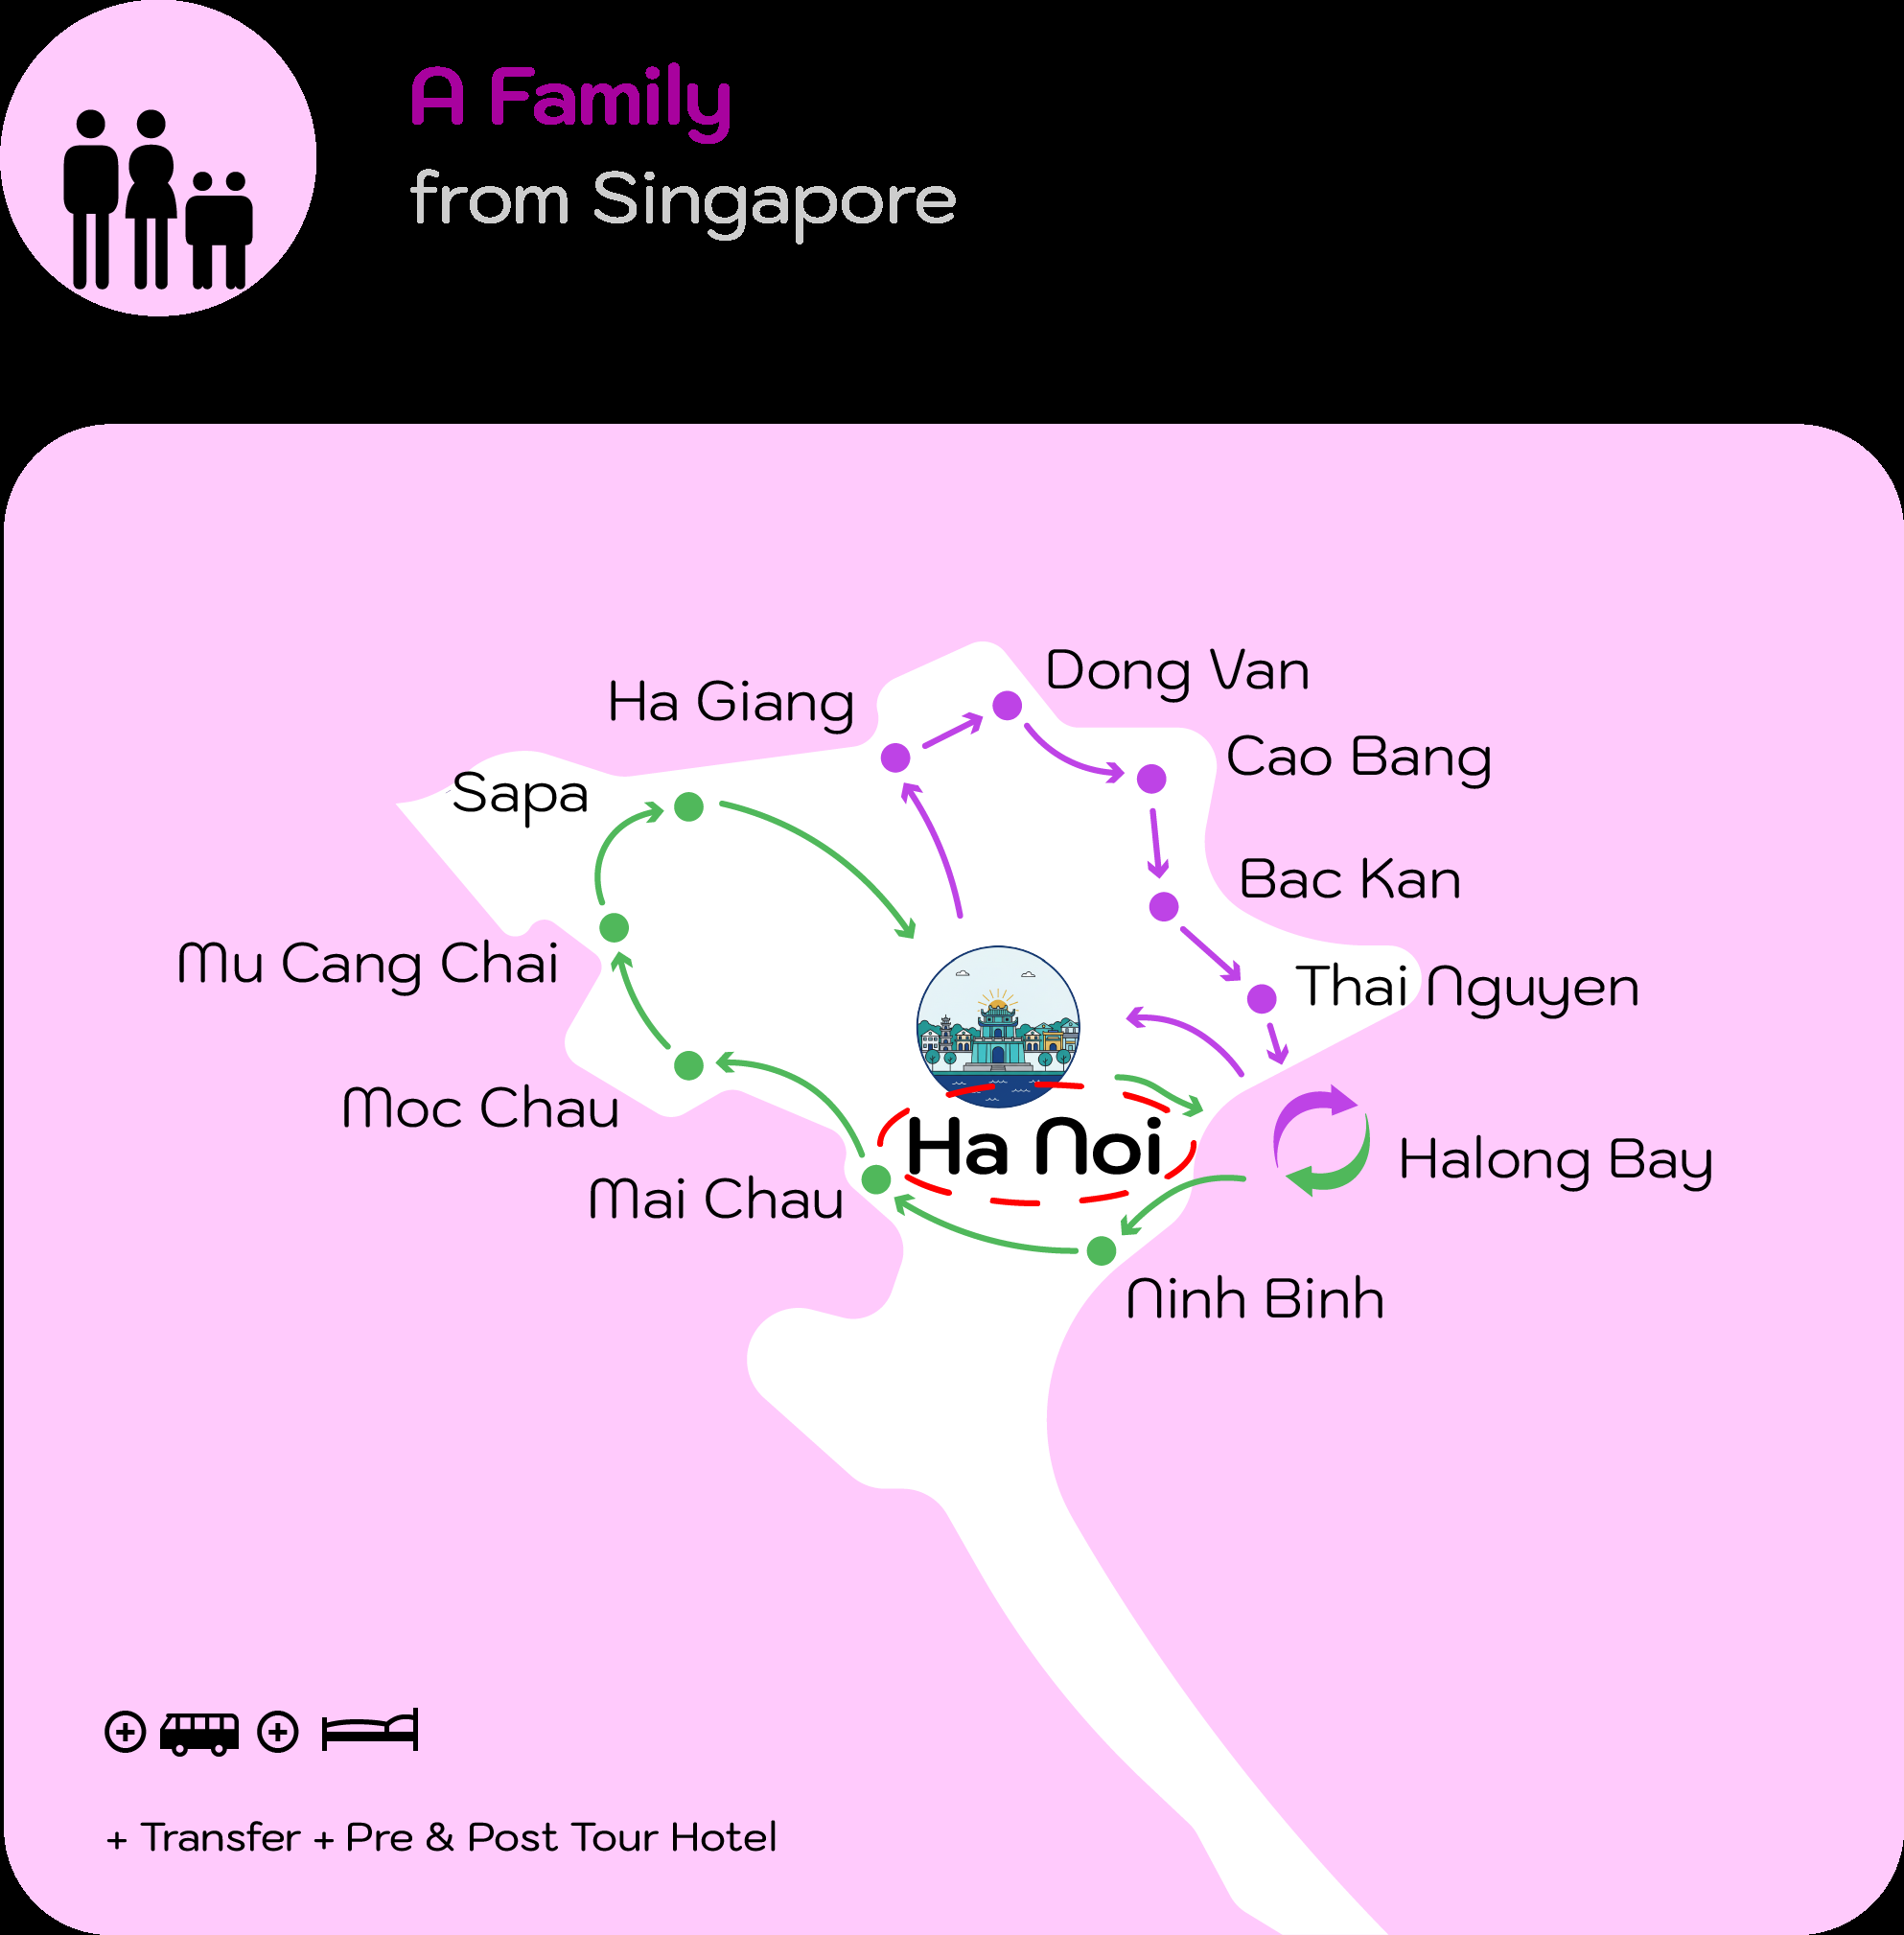 A Family
from Singapore
Dong Van
Ha Giang
Cao Bang
Sapa
Bac Kan
Mu Cang Chai
Thai Nguyen
Moc Chau
Ha Noi
Halong Bay
Mai Chau
Ninh Binh
+ Transfer + Pre & Post Tour Hotel